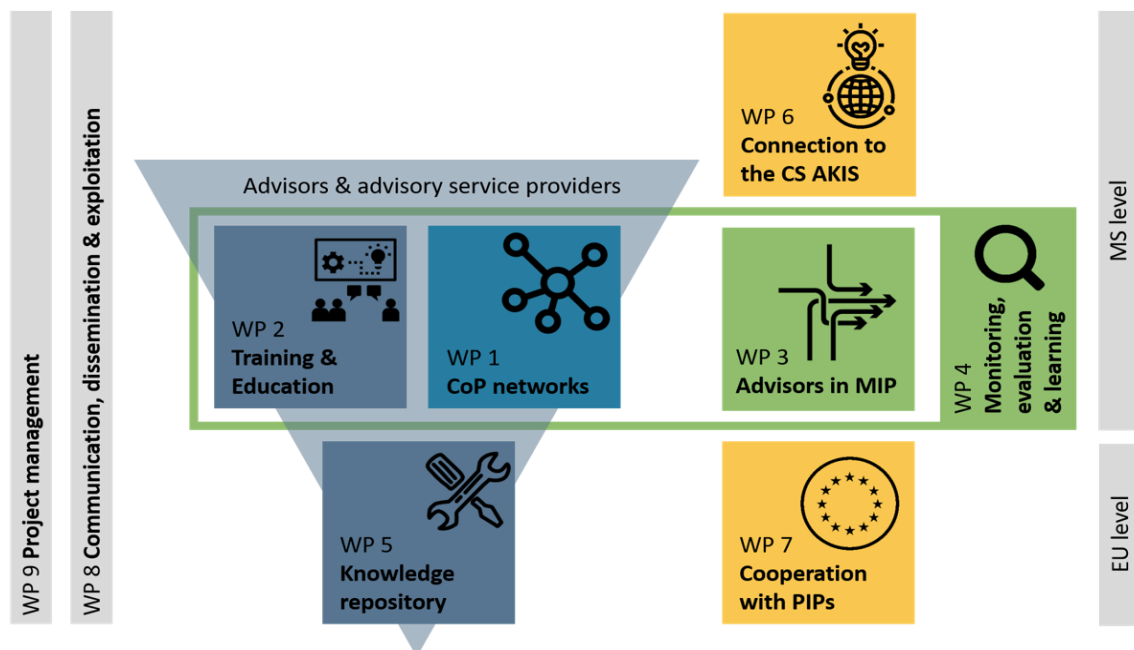 WP 9 Project management
WP 8 Communication, dissemination & exploitation
Advisors & advisory service providers
WP 2
Training &
Education
WP 1
CoP networks
WP 5
Knowledge
repository
WP 6
Connection to
the CS AKIS
WP 3
Advisors in MIP
WP 4
Monitoring,
evaluation
& learning
WP 7
Cooperation
with PIPs
MS level
EU level